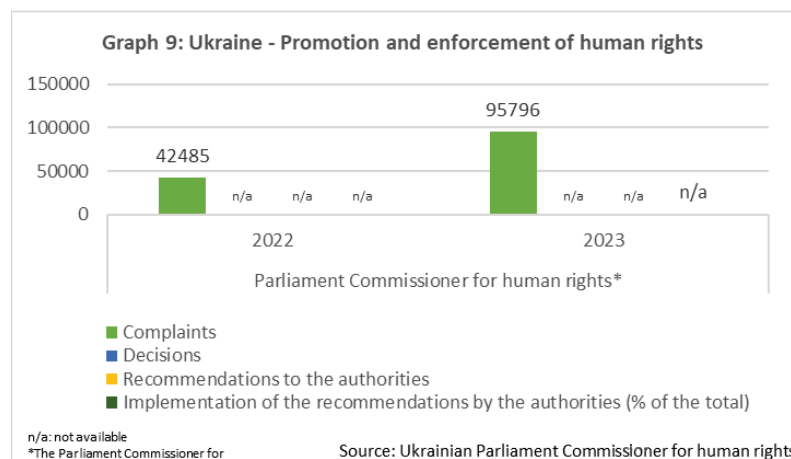 Graph 9: Ukraine - Promotion and enforcement of human rights
150000
100000
50000
0
42485
n/a
n/a
n/a
95796
n/a
n/a
n/a
2022
2023
Parliament Commissioner for human rights*
Complaints
Decisions
Recommendations to the authorities
Implementation of the recommendations by the authorities (% of the total)
n/a: not available
*The Parliament Commissioner for
Source: Ukrainian Parliament Commissioner for human rights